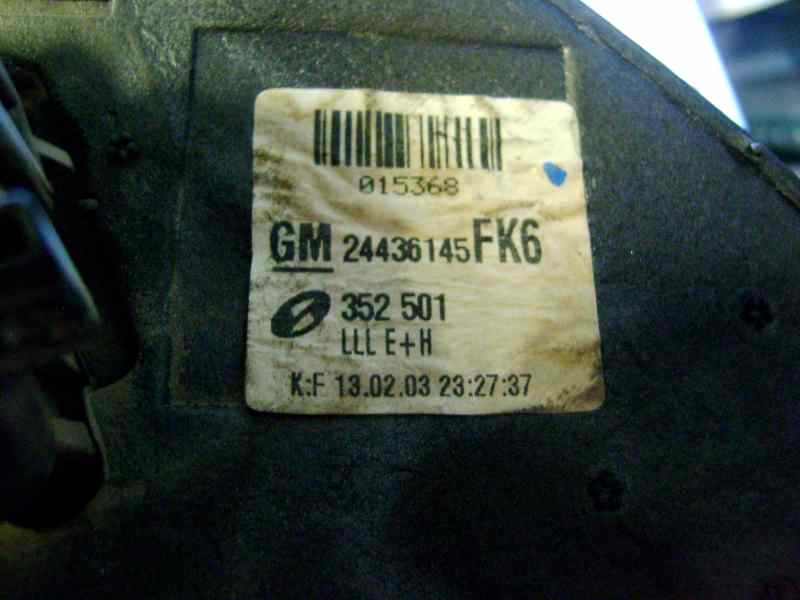 015368
GM 24436145 FK6
352 501
LLL E+H
K:F 13.02.03 23:27:37